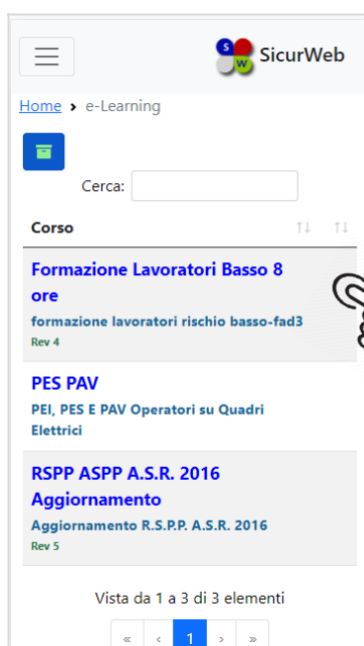 S
W
SicurWeb
Home › e-Learning
Cerca:
Corso
Formazione Lavoratori Basso 8
ore
formazione lavoratori rischio basso-fad3
Rev 4
PES PAV
PEI, PES E PAV Operatori su Quadri
Elettrici
RSPP ASPP A.S.R. 2016
Aggiornamento
Aggiornamento R.S.P.P. A.S.R. 2016
Rev 5
Vista da 1 a 3 di 3 elementi
« ‹ 1 › »